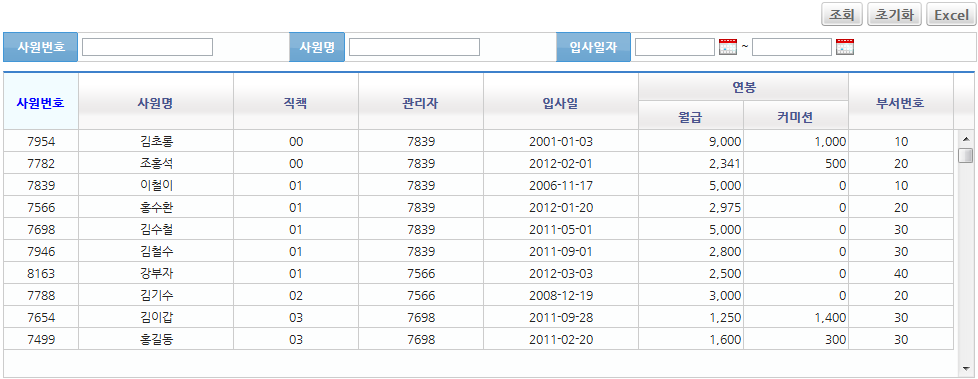 조회 초기화 Excel
사원번호 사원명 입사일자 ~
사원번호 사원명 직책 관리자 입사일 연봉 부서번호
월급 커미션
7954 김초롱 00 7839 2001-01-03 9,000 1,000 10
7782 조홍석 00 7839 2012-02-01 2,341 500 20
7839 이철이 01 7839 2006-11-17 5,000 0 10
7566 홍수환 01 7839 2012-01-20 2,975 0 20
7698 김수철 01 7839 2011-05-01 5,000 0 30
7946 김철수 01 7839 2011-09-01 2,800 0 30
8163 강부자 01 7566 2012-03-03 2,500 0 40
7788 김기수 02 7566 2008-12-19 3,000 0 20
7654 김이갑 03 7698 2011-09-28 1,250 1,400 30
7499 홍길동 03 7698 2011-02-20 1,600 300 30